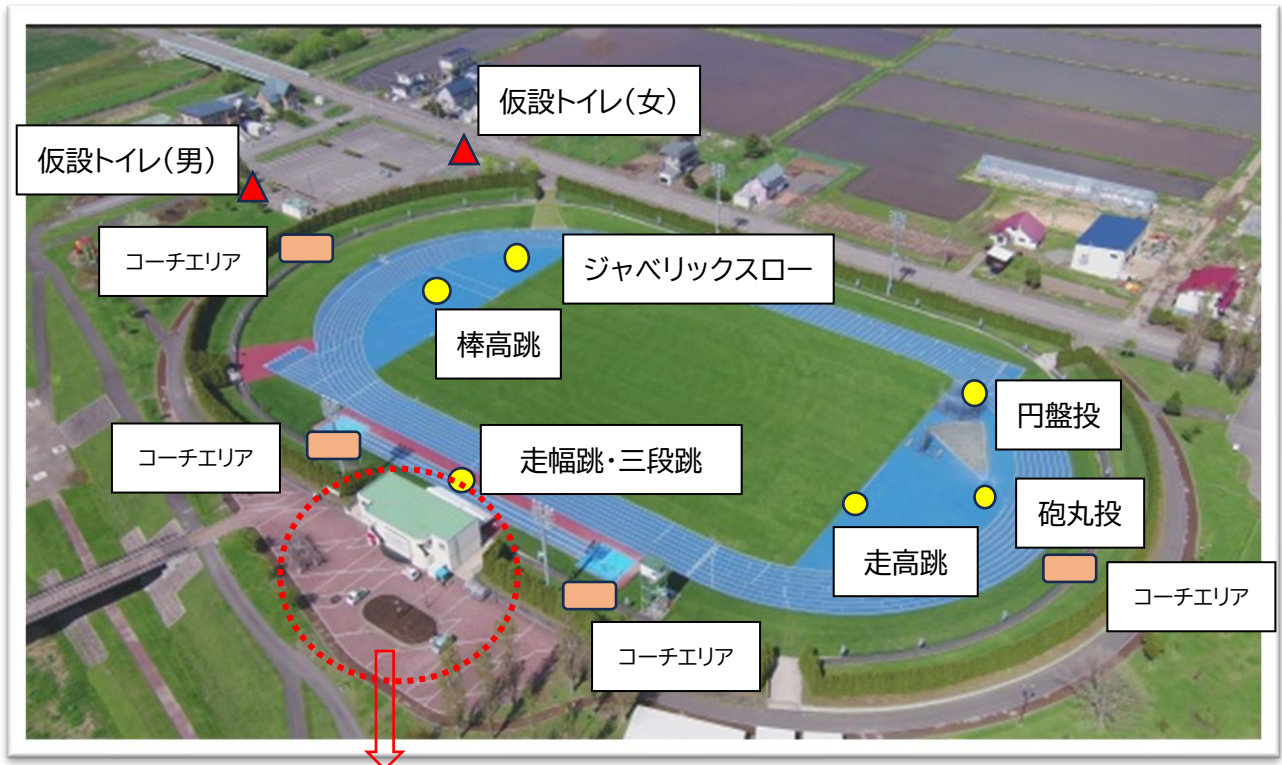 仮設トイレ(女)
仮設トイレ(男)
コーチエリア
ジャベリックスロー
棒高跳
円盤投
コーチエリア
走幅跳・三段跳
砲丸投
走高跳
コーチエリア
コーチエリア